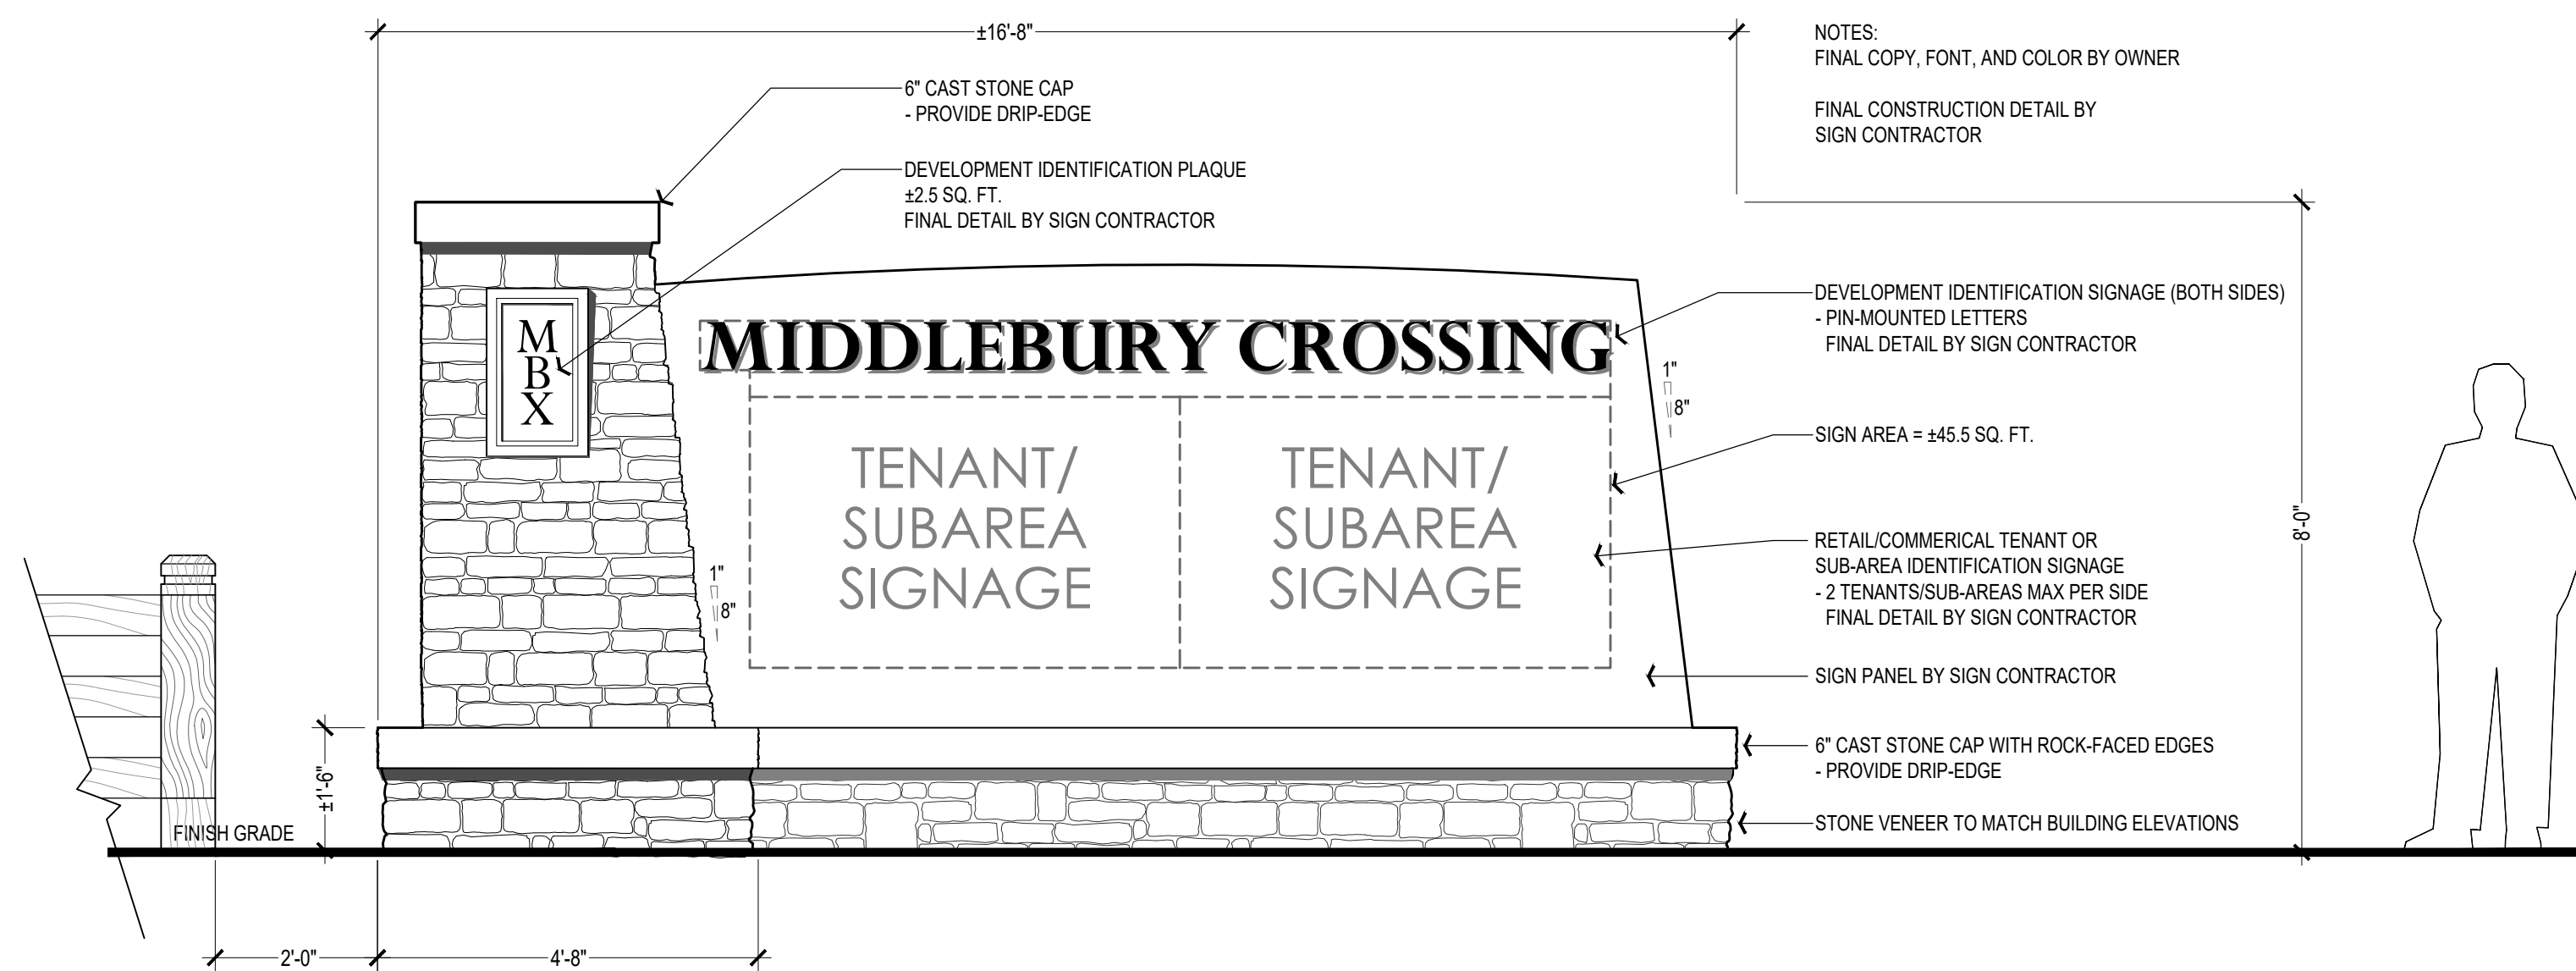 ±16'-8"
NOTES:
FINAL COPY, FONT, AND COLOR BY OWNER
FINAL CONSTRUCTION DETAIL BY
SIGN CONTRACTOR
6" CAST STONE CAP
- PROVIDE DRIP-EDGE
DEVELOPMENT IDENTIFICATION PLAQUE
±2.5 SQ. FT.
FINAL DETAIL BY SIGN CONTRACTOR
M
B
X
MIDDLEBURY CROSSING
DEVELOPMENT IDENTIFICATION SIGNAGE (BOTH SIDES)
- PIN-MOUNTED LETTERS
FINAL DETAIL BY SIGN CONTRACTOR
1"
8"
SIGN AREA = ±45.5 SQ. FT.
TENANT/
SUBAREA
SIGNAGE
TENANT/
SUBAREA
SIGNAGE
8'-0"
RETAIL/COMMERICAL TENANT OR
SUB-AREA IDENTIFICATION SIGNAGE
- 2 TENANTS/SUB-AREAS MAX PER SIDE
FINAL DETAIL BY SIGN CONTRACTOR
1"
8"
SIGN PANEL BY SIGN CONTRACTOR
6" CAST STONE CAP WITH ROCK-FACED EDGES
- PROVIDE DRIP-EDGE
±1'-6"
STONE VENEER TO MATCH BUILDING ELEVATIONS
FINISH GRADE
2'-0"
4'-8"